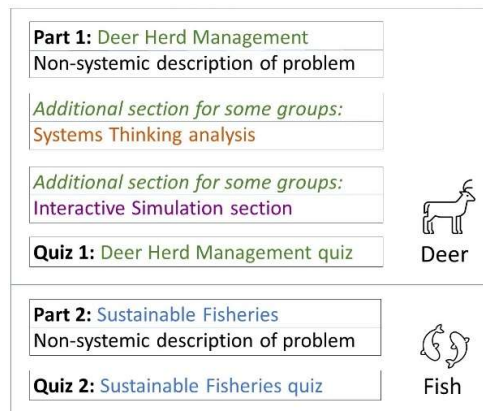 Part 1: Deer Herd Management
Non-systemic description of problem
Additional section for some groups:
Systems Thinking analysis
Additional section for some groups:
Interactive Simulation section
Quiz 1: Deer Herd Management quiz
Deer
Part 2: Sustainable Fisheries
Non-systemic description of problem
Quiz 2: Sustainable Fisheries quiz
Fish